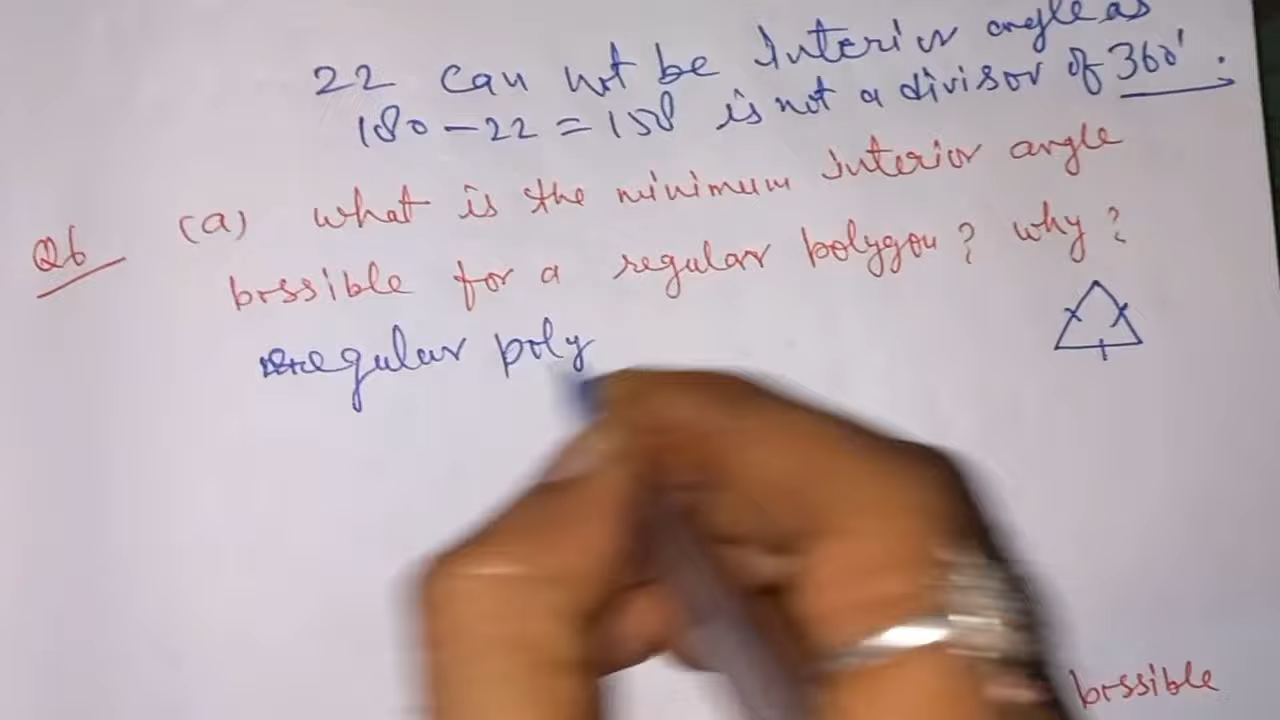 22 can not be interior angle as
180 - 22 = 158 is not a divisor of 360°.
Q6 (a) what is the minimum interior angle
possible for a regular polygon? why?
regular poly
possible